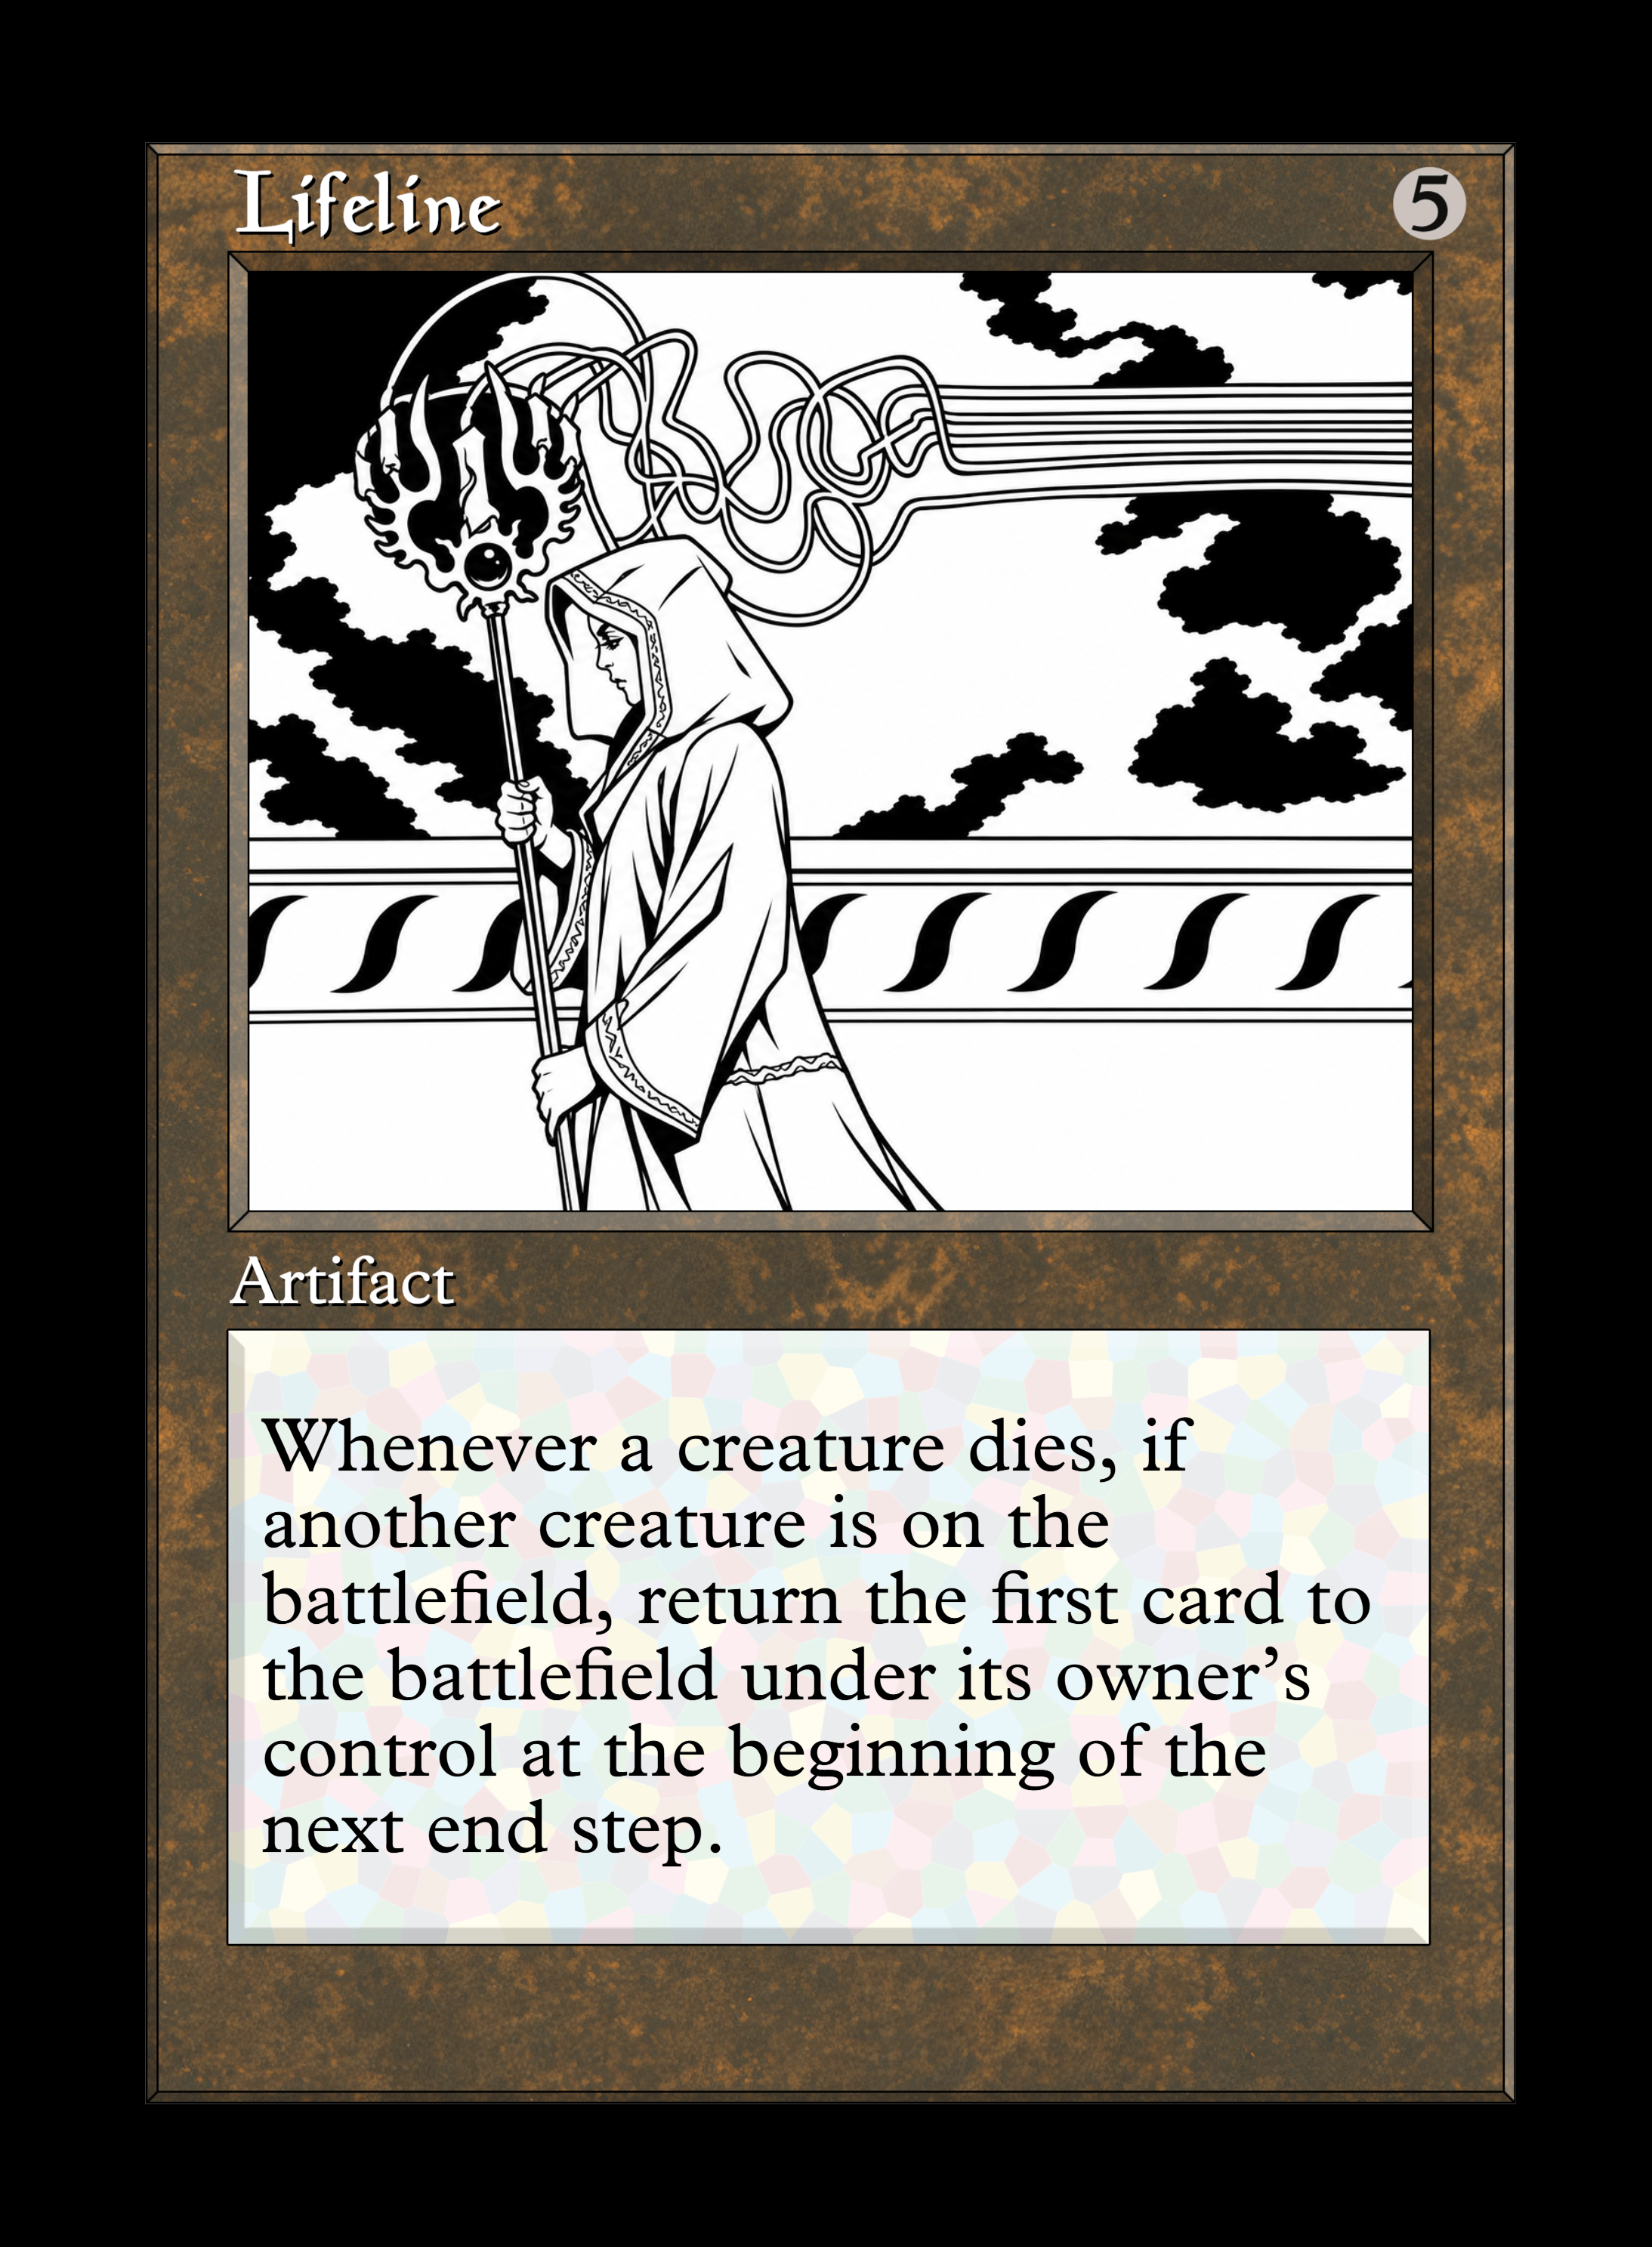 Lifeline 5
Artifact
Whenever a creature dies, if
another creature is on the
battlefield, return the first card to
the battlefield under its owner’s
control at the beginning of the
next end step.